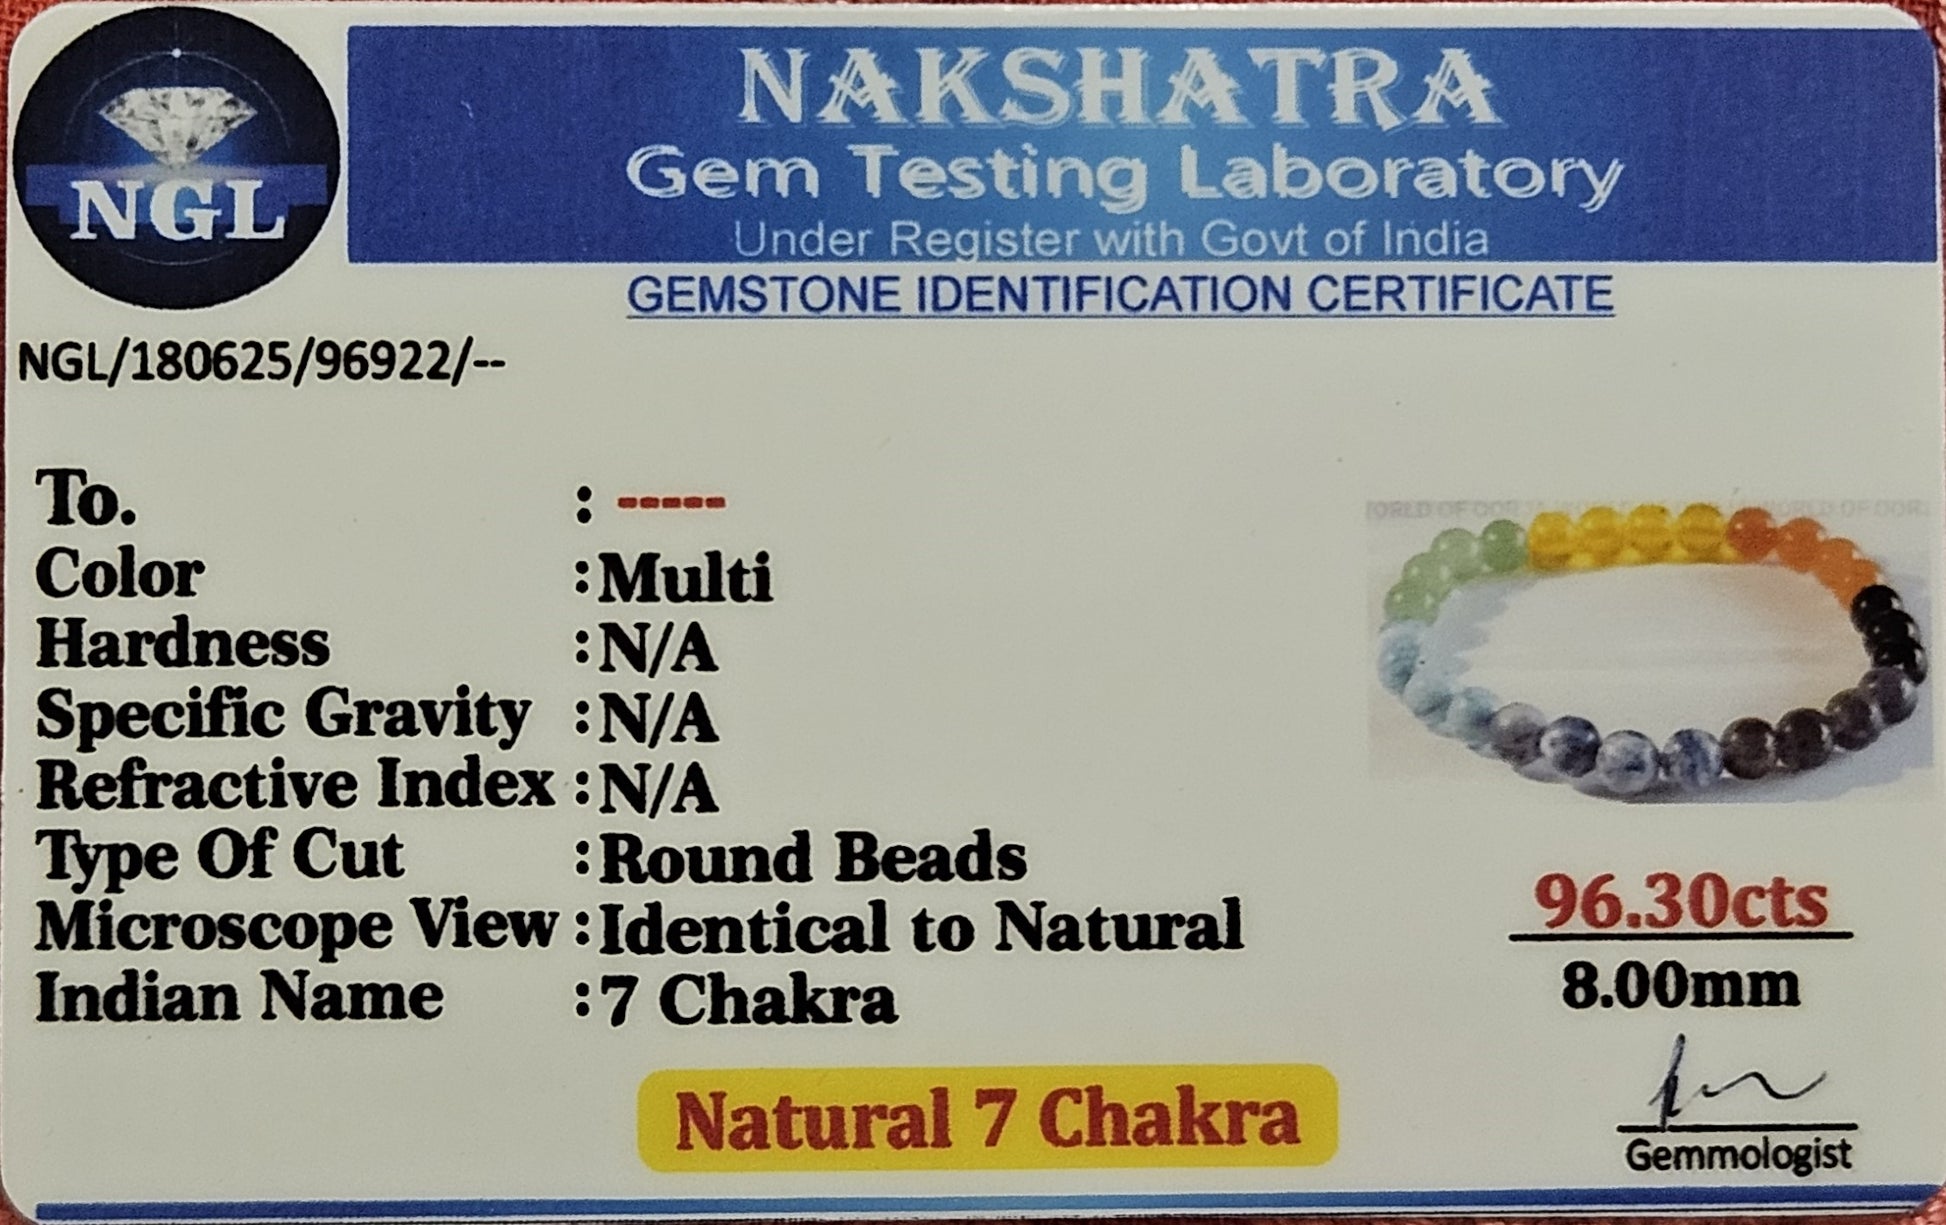 NGL
NAKSHATRA
Gem Testing Laboratory
Under Register with Govt of India
GEMSTONE IDENTIFICATION CERTIFICATE
NGL/180625/96922/--
To. : -----
Color :Multi
Hardness :N/A
Specific Gravity :N/A
Refractive Index :N/A
Type Of Cut :Round Beads
Microscope View :Identical to Natural
Indian Name :7 Chakra
WORLD OF
96.30cts
8.00mm
Natural 7 Chakra
Gemmologist